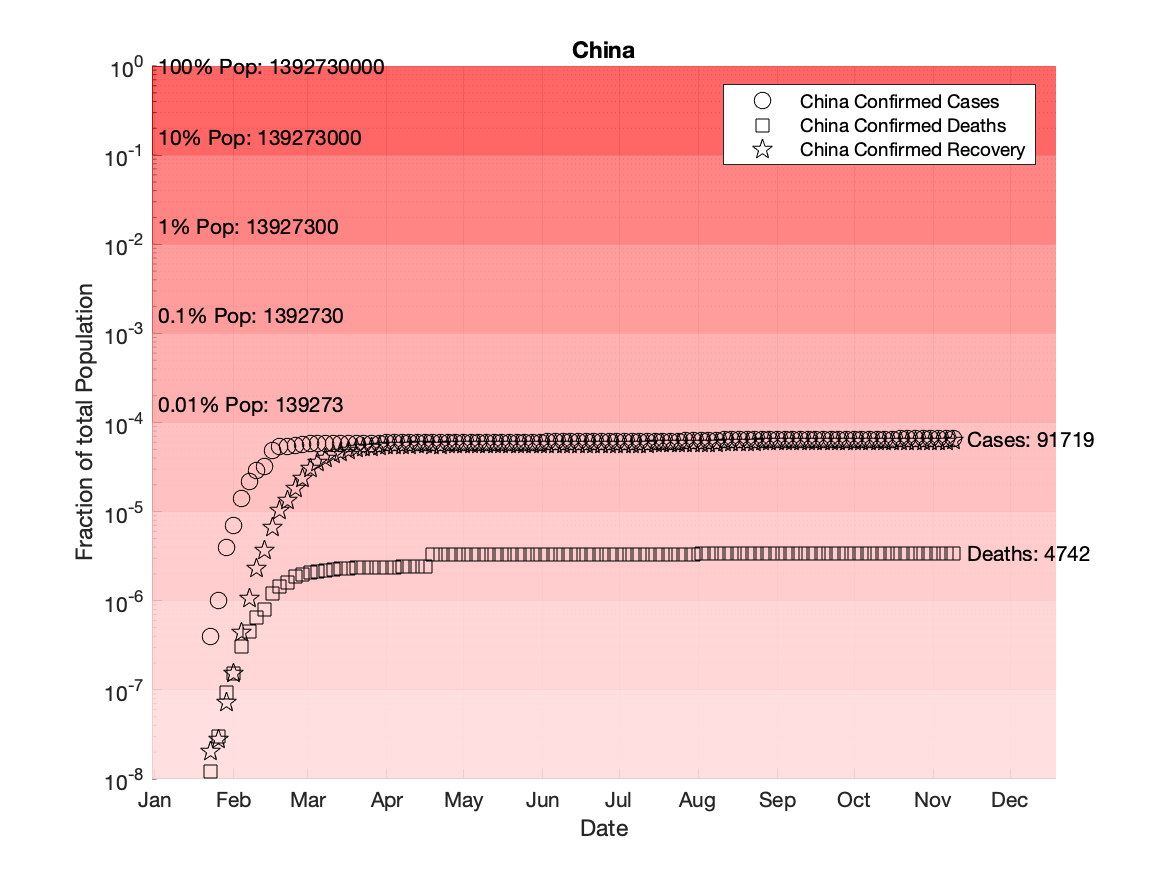 China
10^0
100% Pop: 1392730000
China Confirmed Cases
China Confirmed Deaths
China Confirmed Recovery
10% Pop: 139273000
10^-1
1% Pop: 13927300
10^-2
0.1% Pop: 1392730
10^-3
0.01% Pop: 139273
10^-4
Cases: 91719
10^-5
Deaths: 4742
10^-6
10^-7
10^-8
Fraction of total Population
Jan Feb Mar Apr May Jun Jul Aug Sep Oct Nov Dec
Date